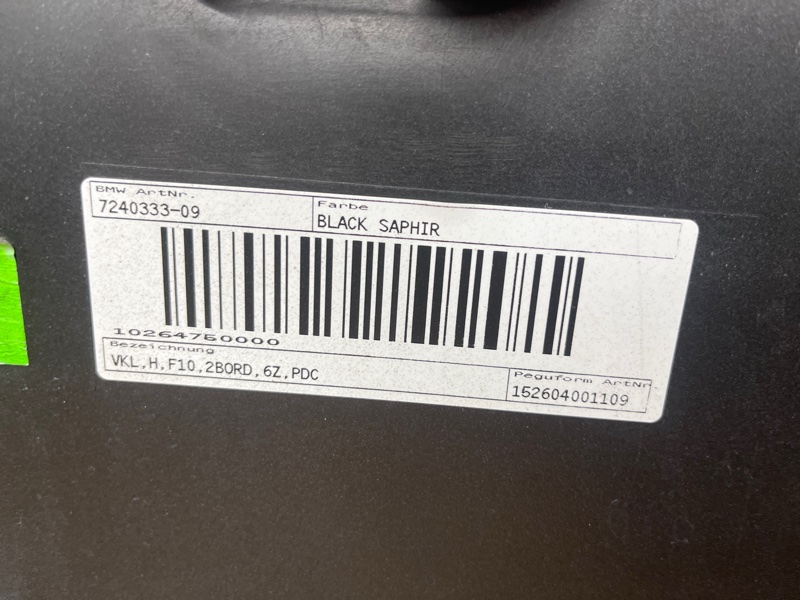 BMW ArtNr.
7240333-09
Farbe
BLACK SAPHIR
10264750000
Bezeichnung
VKL,H,F10,2BORD,6Z,PDC
Peguform ArtNr.
152604001109